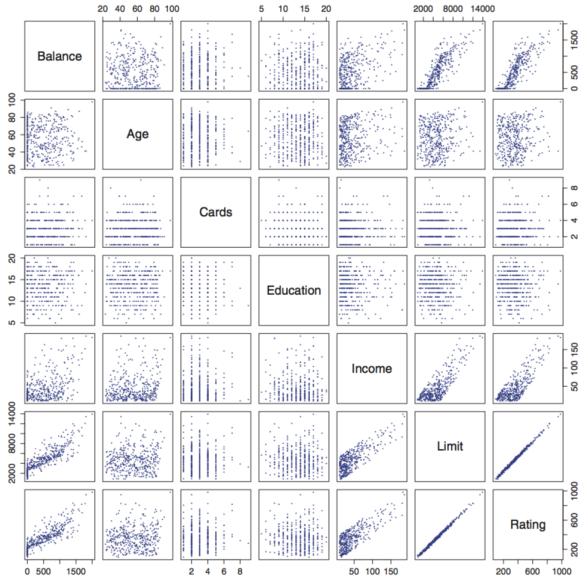 20 40 60 80 100
5 10 15 20
2000 8000 14000
Balance
0 500 1500
20 40 60 80 100
Age
Cards
2 4 6 8
5 10 15 20
Education
Income
50 100 150
2000 8000 14000
Limit
Rating
200 600 1000
0 500 1500
2 4 6 8
50 100 150
200 600 1000